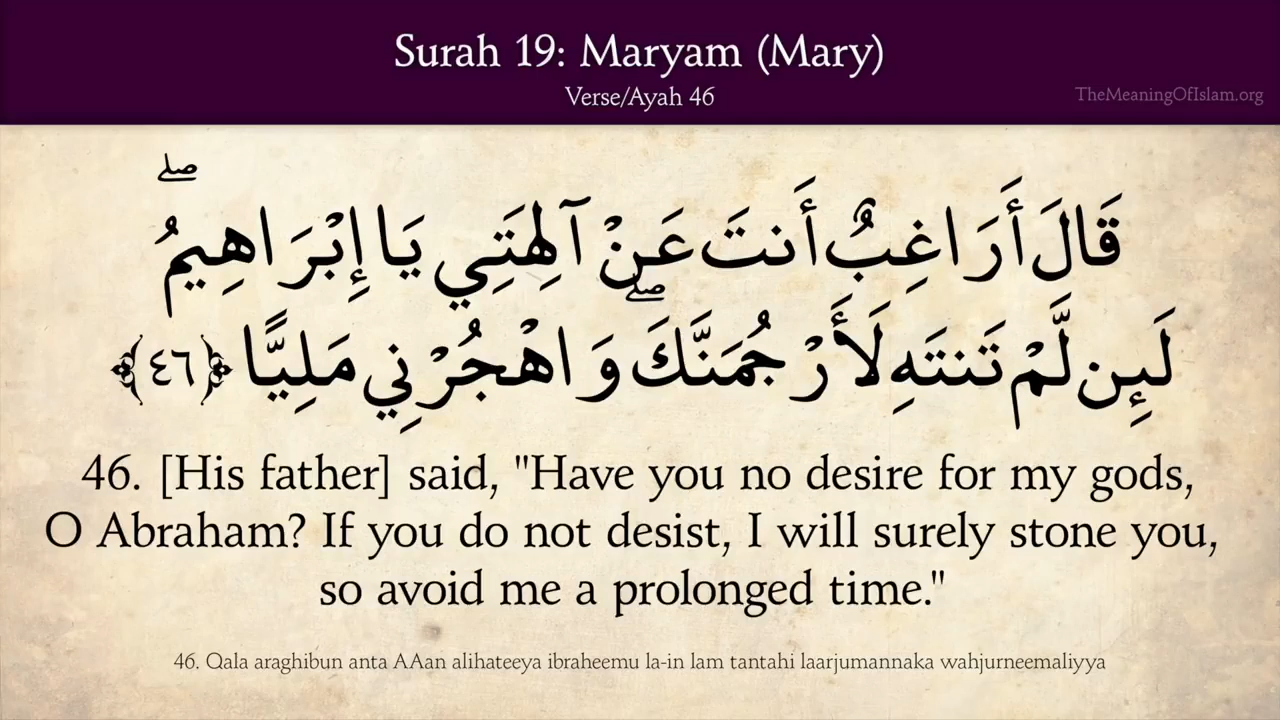 Surah 19: Maryam (Mary)
Verse/Ayah 46
TheMeaningOfIslam.org
قَالَ أَرَاغِبٌ أَنتَ عَنْ آلِهَتِي يَا إِبْرَاهِيمُ ۖ
لَئِن لَّمْ تَنتَهِ لَأَرْجُمَنَّكَ ۖ وَاهْجُرْنِي مَلِيًّا ﴿٤٦﴾
46. [His father] said, "Have you no desire for my gods,
O Abraham? If you do not desist, I will surely stone you,
so avoid me a prolonged time."
46. Qala araghibun anta AAan alihateeya ibraheemu la-in lam tantahi laarjumannaka wahjurneemaliyya